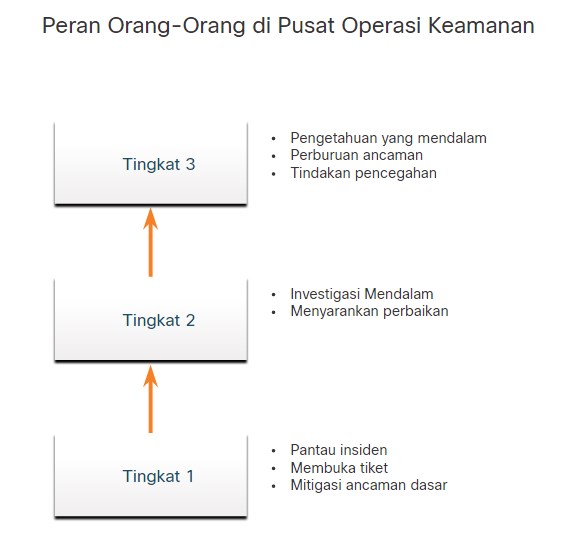 Peran Orang-Orang di Pusat Operasi Keamanan
Tingkat 3
• Pengetahuan yang mendalam
• Perburuan ancaman
• Tindakan pencegahan
Tingkat 2
• Investigasi Mendalam
• Menyarankan perbaikan
Tingkat 1
• Pantau insiden
• Membuka tiket
• Mitigasi ancaman dasar